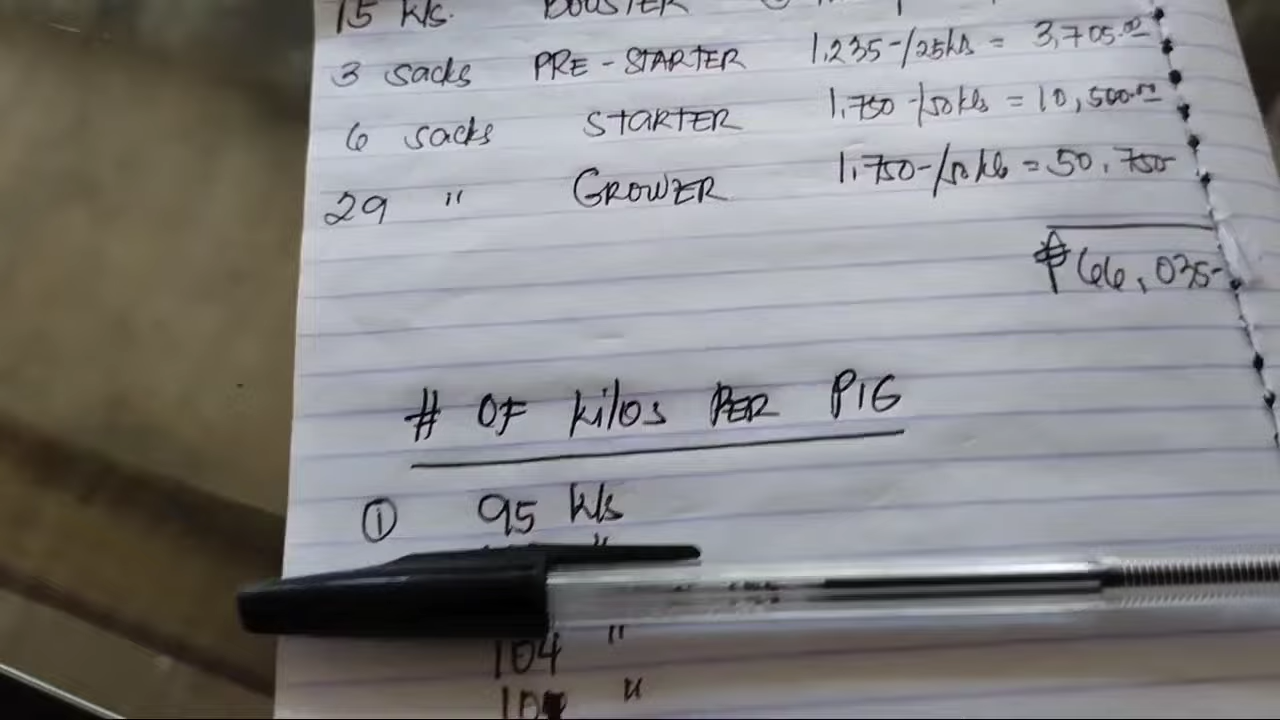 15 kls. BOOSTER
3 sacks PRE-STARTER 1,235-/25kls = 3,705.00
6 sacks STARTER 1,750-/50kls = 10,500.00
29 " GROWER 1,750-/50kls = 50,750-
₱66,035-
# OF kilos PER PIG
① 95 kls
"
104 "
"